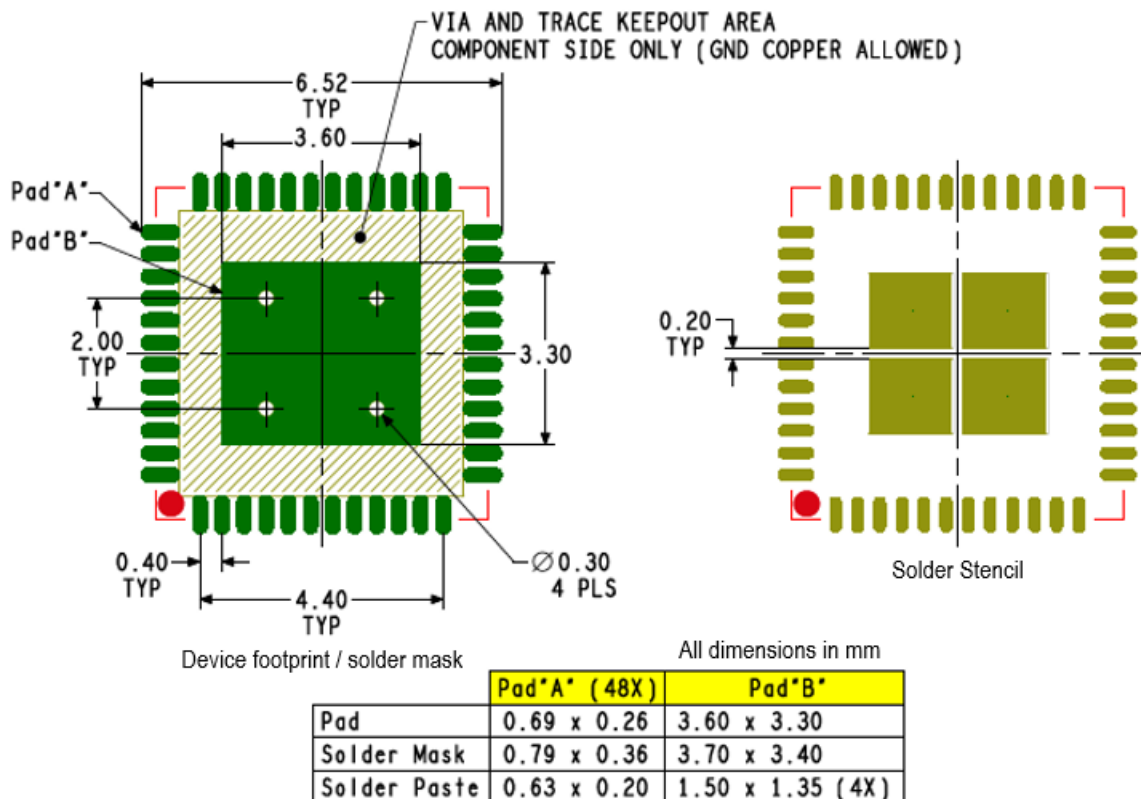 VIA AND TRACE KEEPOUT AREA
COMPONENT SIDE ONLY (GND COPPER ALLOWED)
6.52
TYP
3.60
Pad"A"
Pad"B"
2.00
TYP
3.30
0.20
TYP
0.40
TYP
4.40
TYP
Ø0.30
4 PLS
Solder Stencil
Device footprint / solder mask
All dimensions in mm
Pad"A" (48X) Pad"B"
Pad 0.69 x 0.26 3.60 x 3.30
Solder Mask 0.79 x 0.36 3.70 x 3.40
Solder Paste 0.63 x 0.20 1.50 x 1.35 (4X)